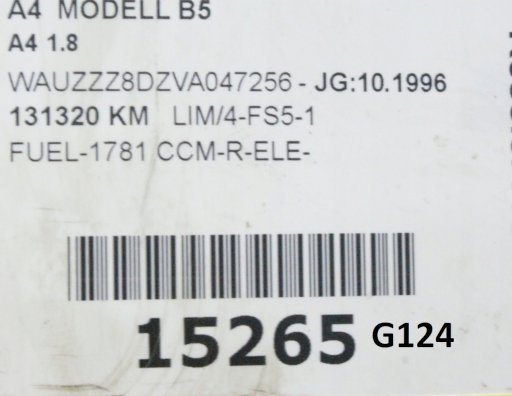 A4 MODELL B5
A4 1.8
WAUZZZ8DZVA047256 - JG:10.1996
131320 KM LIM/4-FS5-1
FUEL-1781 CCM-R-ELE-
15265 G124